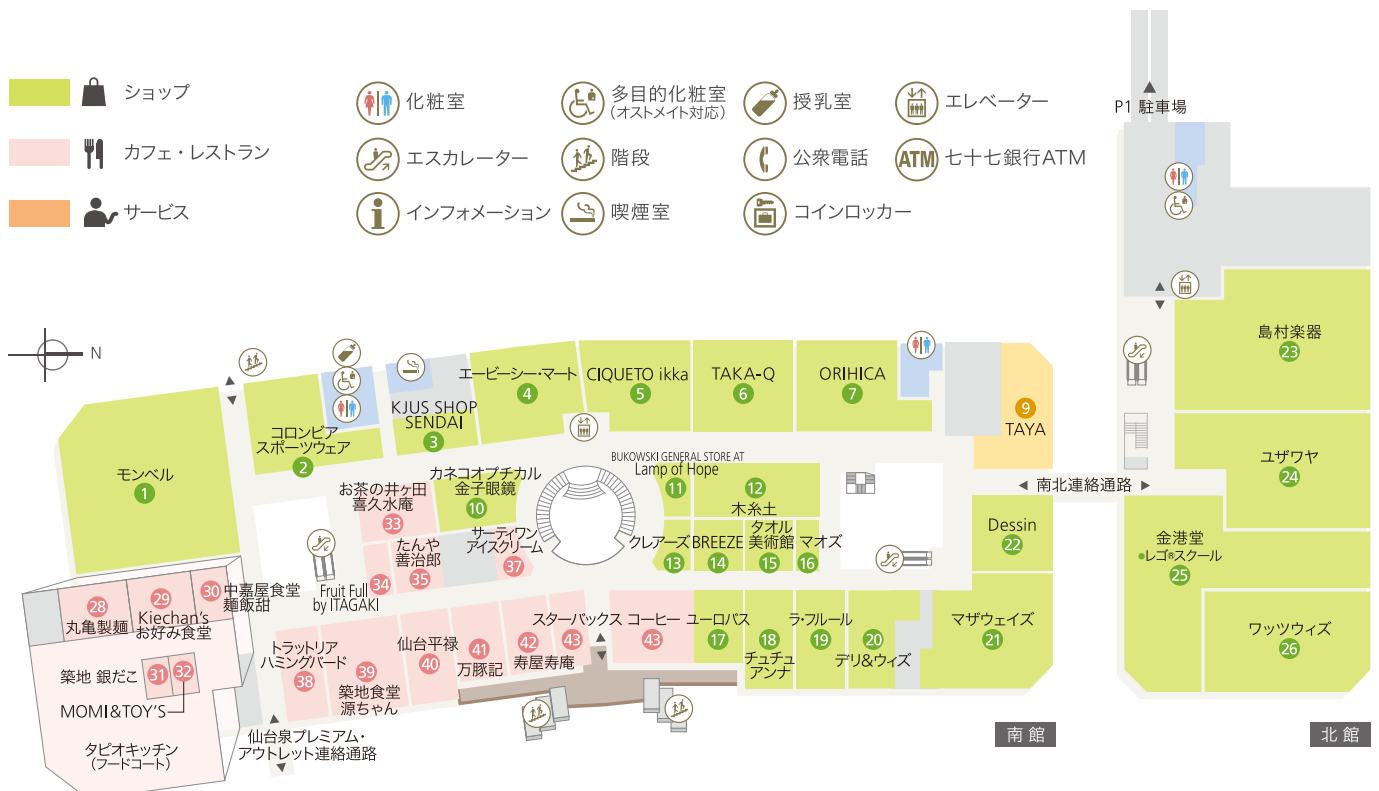 ショップ
カフェ・レストラン
サービス
化粧室
多目的化粧室
(オストメイト対応)
授乳室
エレベーター
エスカレーター
階段
公衆電話
ATM
七十七銀行ATM
インフォメーション
喫煙室
コインロッカー
P1 駐車場
N
モンベル
1
コロンビア
スポーツウェア
2
KJUS SHOP
SENDAI
3
エービーシー・マート
4
CIQUETO ikka
5
TAKA-Q
6
ORIHICA
7
9
TAYA
カネコオプチカル
金子眼鏡
10
BUKOWSKI GENERAL STORE AT
Lamp of Hope
11
12
木糸土
クレアーズ
13
BREEZE
14
タオル
美術館
15
マオズ
16
お茶の井ヶ田
喜久水庵
33
34
Fruit Full
by ITAGAKI
たんや
善治郎
35
サーティワン
アイスクリーム
37
南北連絡通路
Dessin
22
島村楽器
23
ユザワヤ
24
金港堂
レゴ®スクール
25
ワッツウィズ
26
28
丸亀製麺
29
Kiechan's
お好み食堂
30
中嘉屋食堂
麺飯甜
築地 銀だこ
31
32
MOMI&TOY'S
タピオキッチン
(フードコート)
トラットリア
ハミングバード
38
39
築地食堂
源ちゃん
仙台平禄
40
41
万豚記
42
寿屋寿庵
スターバックス コーヒー
43
43
ユーロパス
17
18
チュチュ
アンナ
ラ・フルール
19
20
デリ&ウィズ
マザウェイズ
21
仙台泉プレミアム・
アウトレット連絡通路
南館
北館